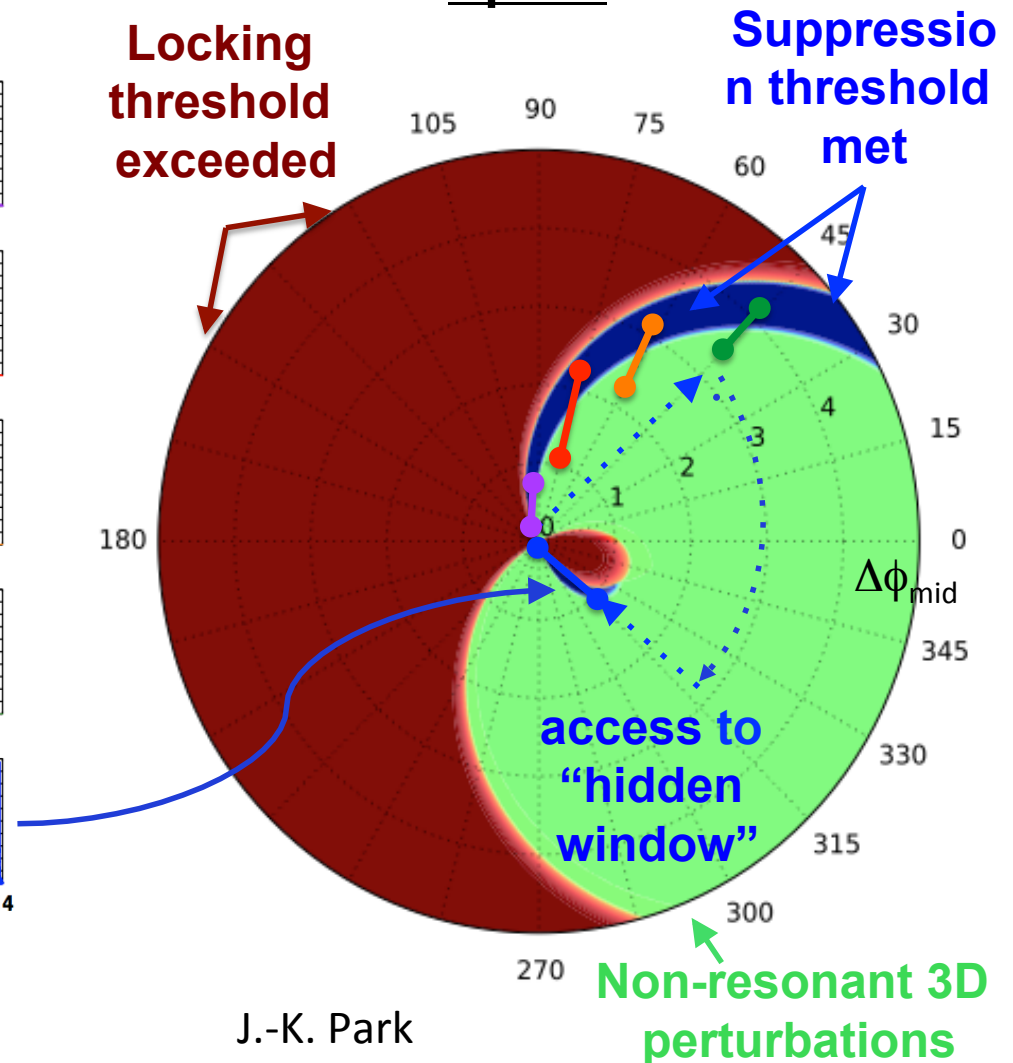 Locking
threshold
exceeded
Suppressio
n threshold
met
105
90
75
60
45
30
15
0
180
4
3
2
1
0
Δϕmid
345
330
315
300
270
access to
“hidden
window”
4
Non-resonant 3D
perturbations
J.-K. Park